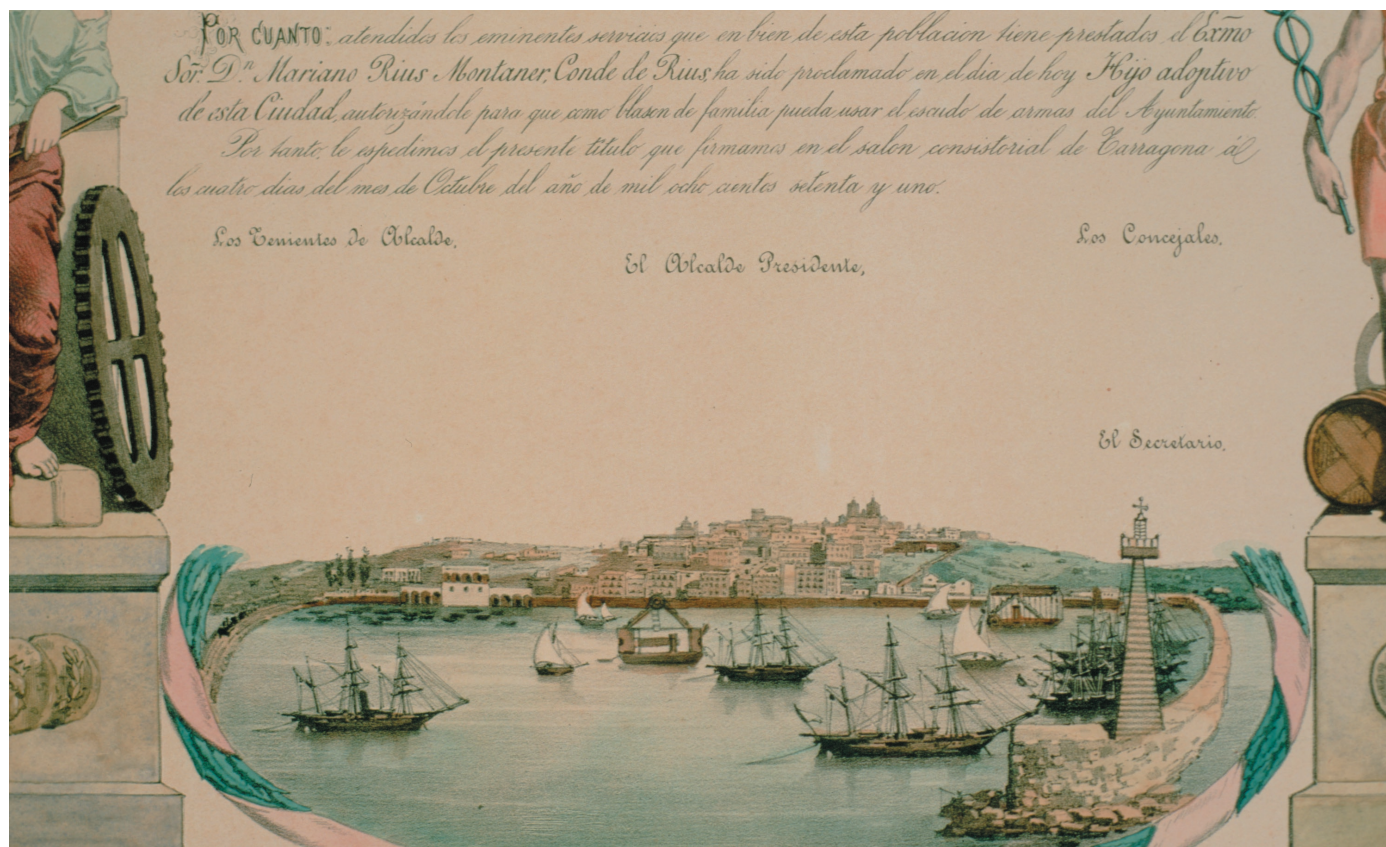 POR CUANTO: atendidos los eminentes servicios que en bien de esta poblacion tiene prestados el Exmo
Sor. Dn. Mariano Rius Montaner, Conde de Rius, ha sido proclamado en el dia de hoy Hijo adoptivo
de esta Ciudad, autorizándole para que como blason de familia pueda usar el escudo de armas del Ayuntamiento.
Por tanto, le espedimos el presente título que firmamos en el salon consistorial de Tarragona á
los cuatro dias del mes de Octubre del año de mil ocho cientos setenta y uno.
Los Tenientes de Alcalde,
Los Concejales,
El Alcalde Presidente,
El Secretario,